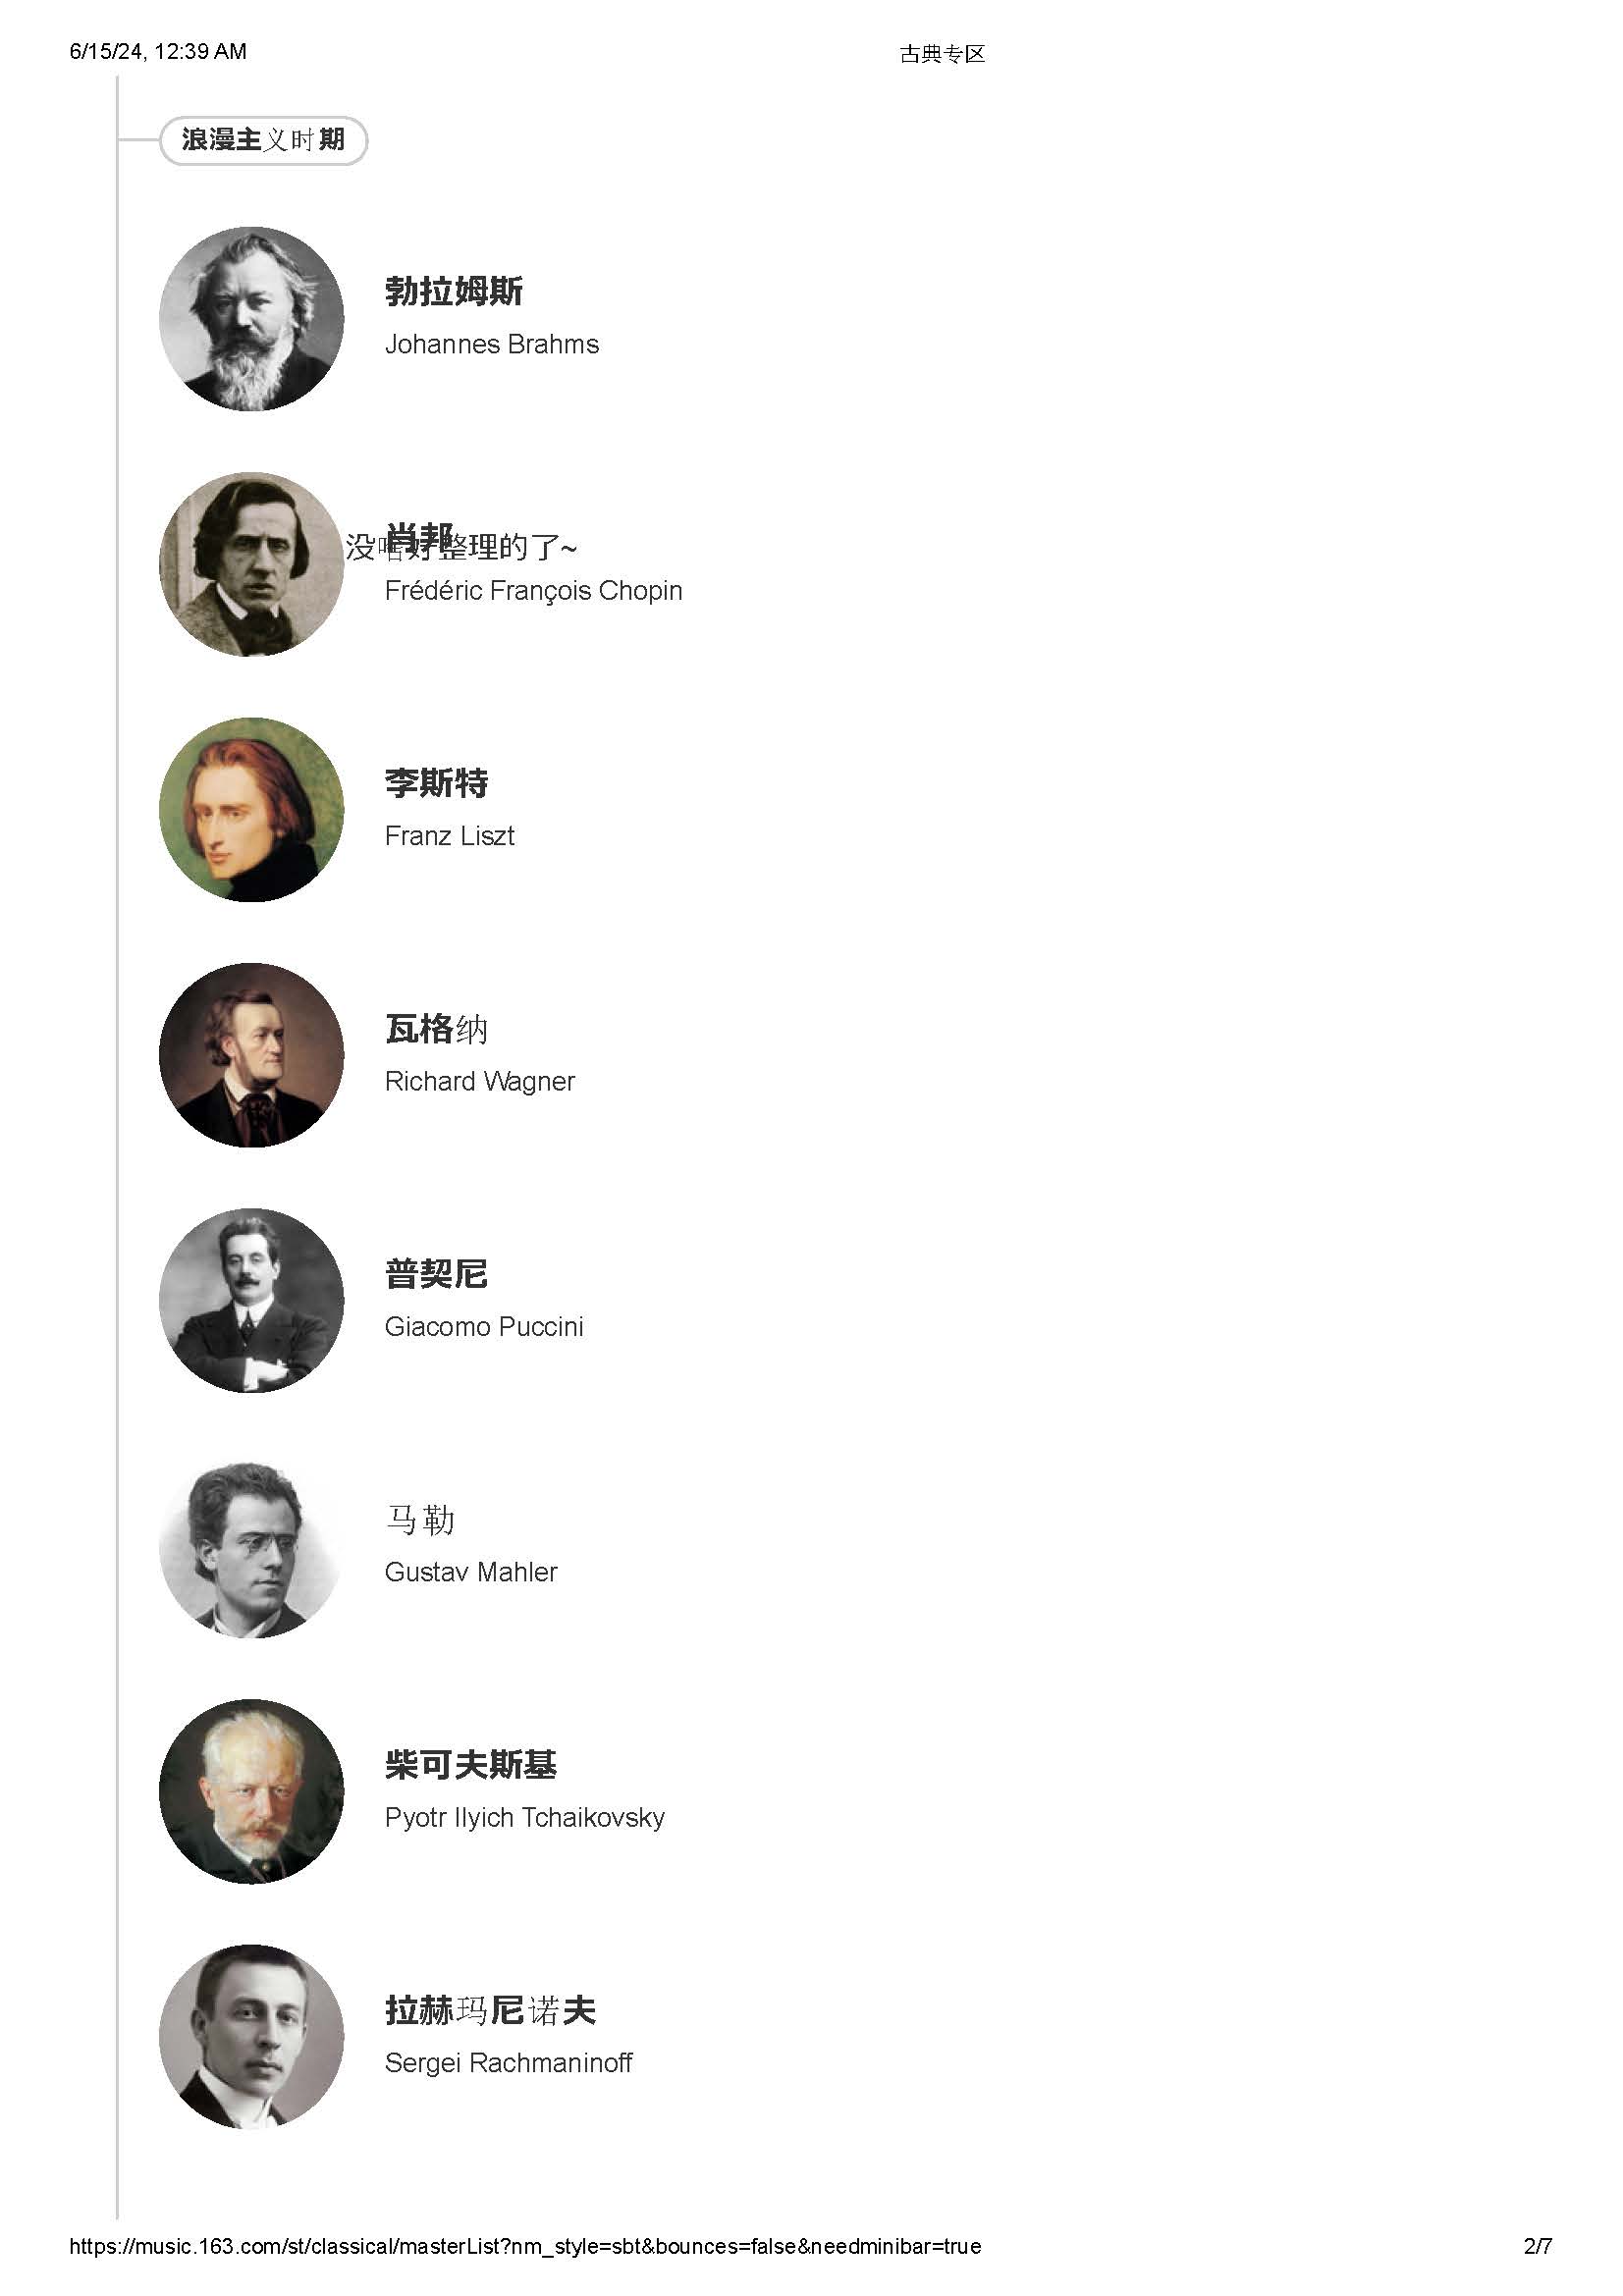 6/15/24, 12:39 AM
古典专区
浪漫主义时期
勃拉姆斯
Johannes Brahms
肖邦
没啥好整理的了~
Frédéric François Chopin
李斯特
Franz Liszt
瓦格纳
Richard Wagner
普契尼
Giacomo Puccini
马勒
Gustav Mahler
柴可夫斯基
Pyotr Ilyich Tchaikovsky
拉赫玛尼诺夫
Sergei Rachmaninoff
https://music.163.com/st/classical/masterList?nm_style=sbt&bounces=false&needminibar=true
2/7